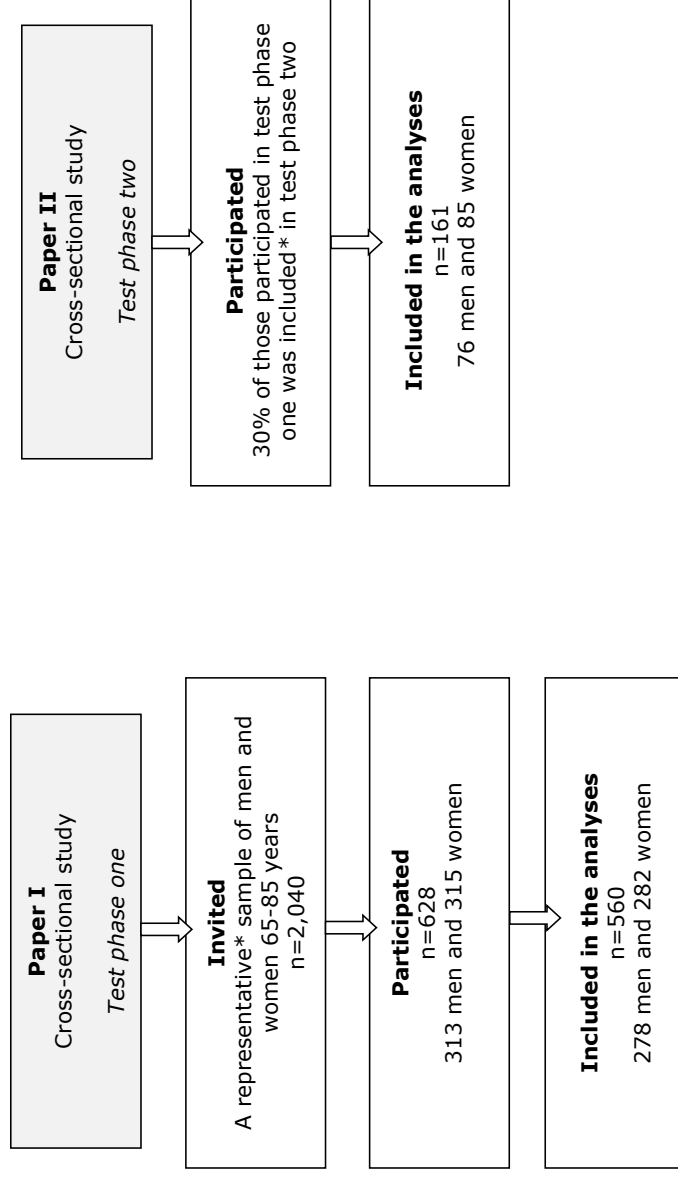 Paper I
Cross-sectional study
Test phase one
Invited
A representative* sample of men and
women 65-85 years
n=2,040
Participated
n=628
313 men and 315 women
Included in the analyses
n=560
278 men and 282 women
Paper II
Cross-sectional study
Test phase two
Participated
30% of those participated in test phase
one was included* in test phase two
Included in the analyses
n=161
76 men and 85 women